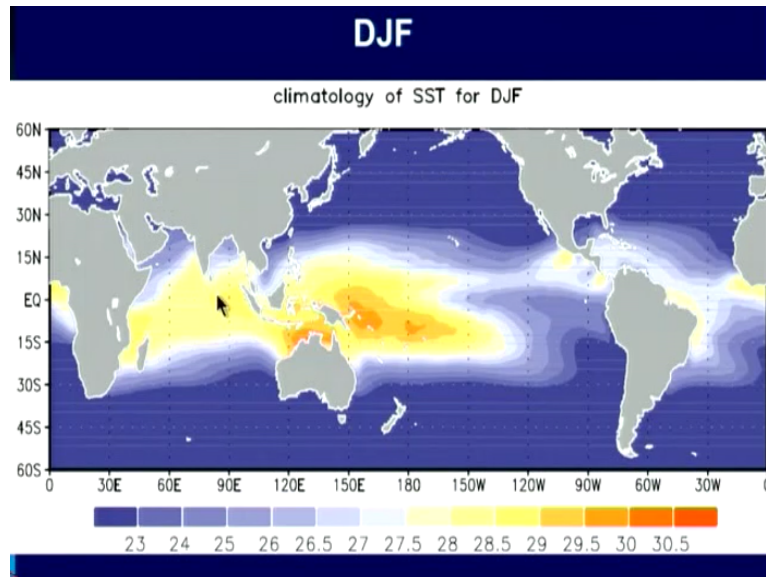 DJF
climatology of SST for DJF
60N
45N
30N
15N
EQ
15S
30S
45S
60S
0 30E 60E 90E 120E 150E 180 150W 120W 90W 60W 30W 0
23 24 25 26 26.5 27 27.5 28 28.5 29 29.5 30 30.5